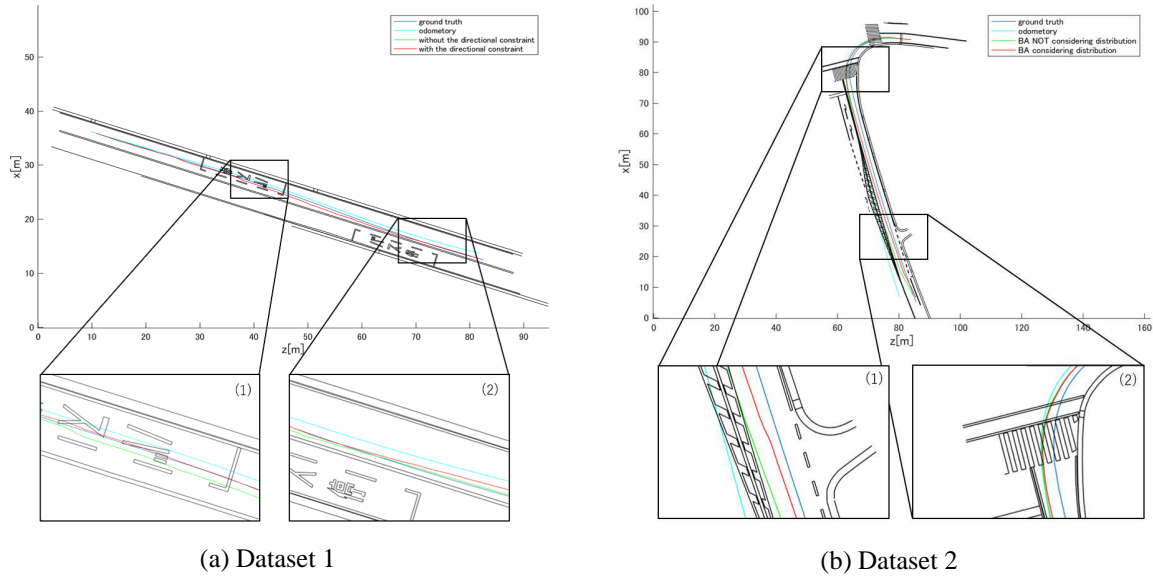 ground truth
odometory
without the directional constraint
with the directional constraint
60
50
40
30
20
10
0
x[m]
0 10 20 30 40 50 60 70 80 90
z[m]
(1)
(2)
(a) Dataset 1
ground truth
odometory
BA NOT considering distribution
BA considering distribution
100
90
80
70
60
50
40
30
20
10
0
x[m]
0 20 40 60 80 100 120 140 160
z[m]
(1)
(2)
(b) Dataset 2